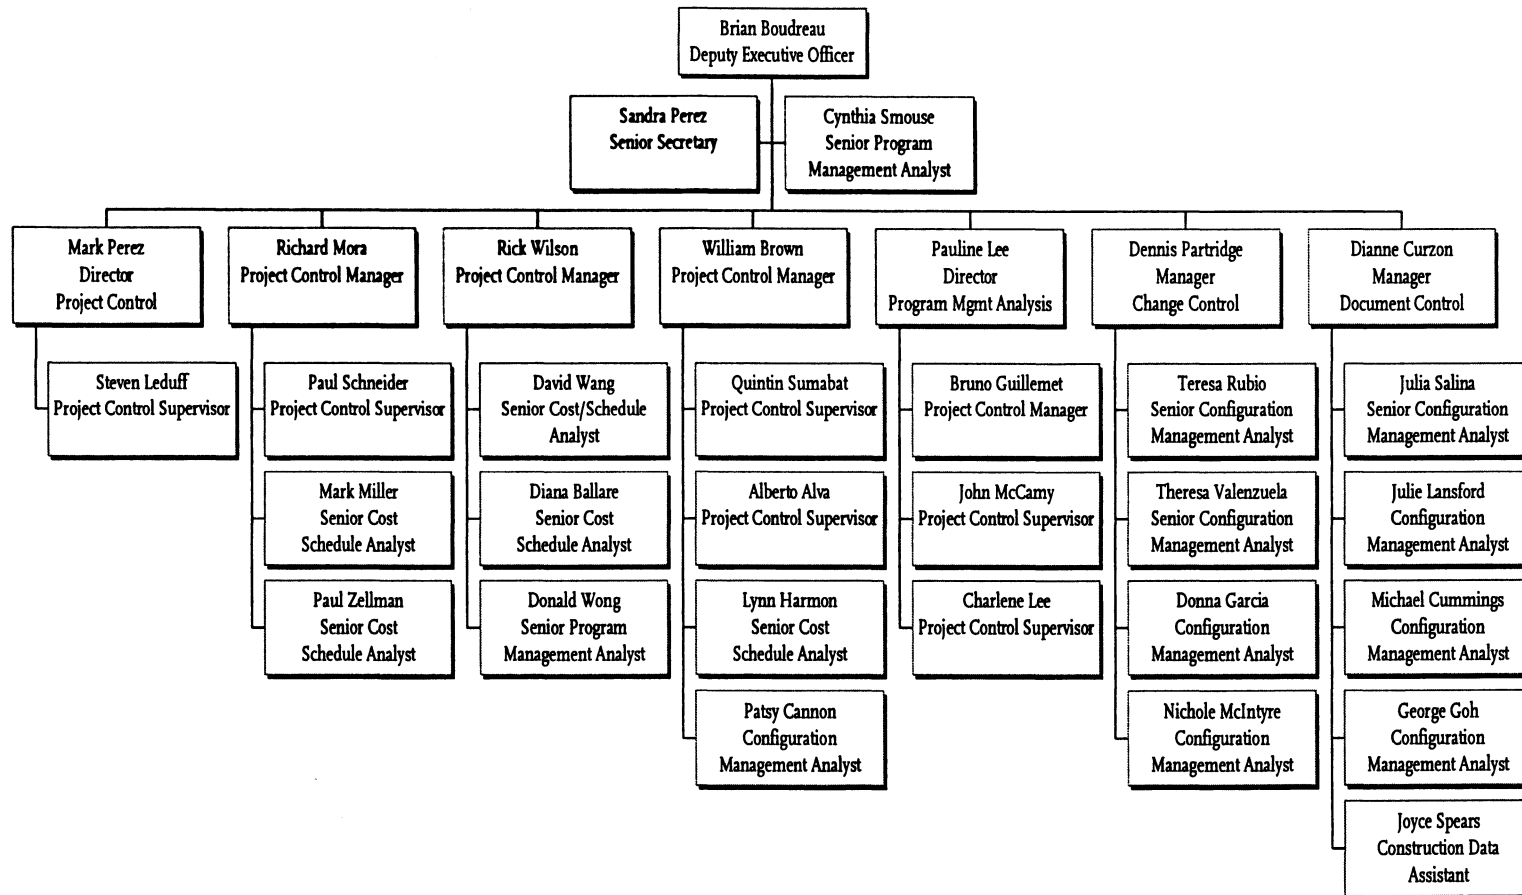 Brian Boudreau
Deputy Executive Officer
Sandra Perez
Senior Secretary
Cynthia Smouse
Senior Program
Management Analyst
Mark Perez
Director
Project Control
Steven Leduff
Project Control Supervisor
Richard Mora
Project Control Manager
Paul Schneider
Project Control Supervisor
Mark Miller
Senior Cost
Schedule Analyst
Paul Zellman
Senior Cost
Schedule Analyst
Rick Wilson
Project Control Manager
David Wang
Senior Cost/Schedule
Analyst
Diana Ballare
Senior Cost
Schedule Analyst
Donald Wong
Senior Program
Management Analyst
William Brown
Project Control Manager
Quintin Sumabat
Project Control Supervisor
Alberto Alva
Project Control Supervisor
Lynn Harmon
Senior Cost
Schedule Analyst
Patsy Cannon
Configuration
Management Analyst
Pauline Lee
Director
Program Mgmt Analysis
Bruno Guillemet
Project Control Manager
John McCamy
Project Control Supervisor
Charlene Lee
Project Control Supervisor
Dennis Partridge
Manager
Change Control
Teresa Rubio
Senior Configuration
Management Analyst
Theresa Valenzuela
Senior Configuration
Management Analyst
Donna Garcia
Configuration
Management Analyst
Nichole McIntyre
Configuration
Management Analyst
Dianne Curzon
Manager
Document Control
Julia Salina
Senior Configuration
Management Analyst
Julie Lansford
Configuration
Management Analyst
Michael Cummings
Configuration
Management Analyst
George Goh
Configuration
Management Analyst
Joyce Spears
Construction Data
Assistant